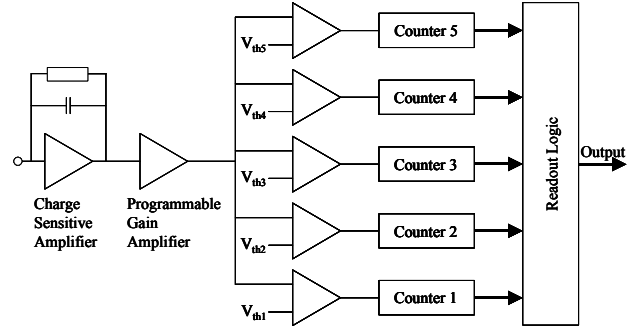 Vth5
Counter 5
Vth4
Counter 4
Vth3
Counter 3
Vth2
Counter 2
Vth1
Counter 1
Charge
Sensitive
Amplifier
Programmable
Gain
Amplifier
Readout Logic
Output